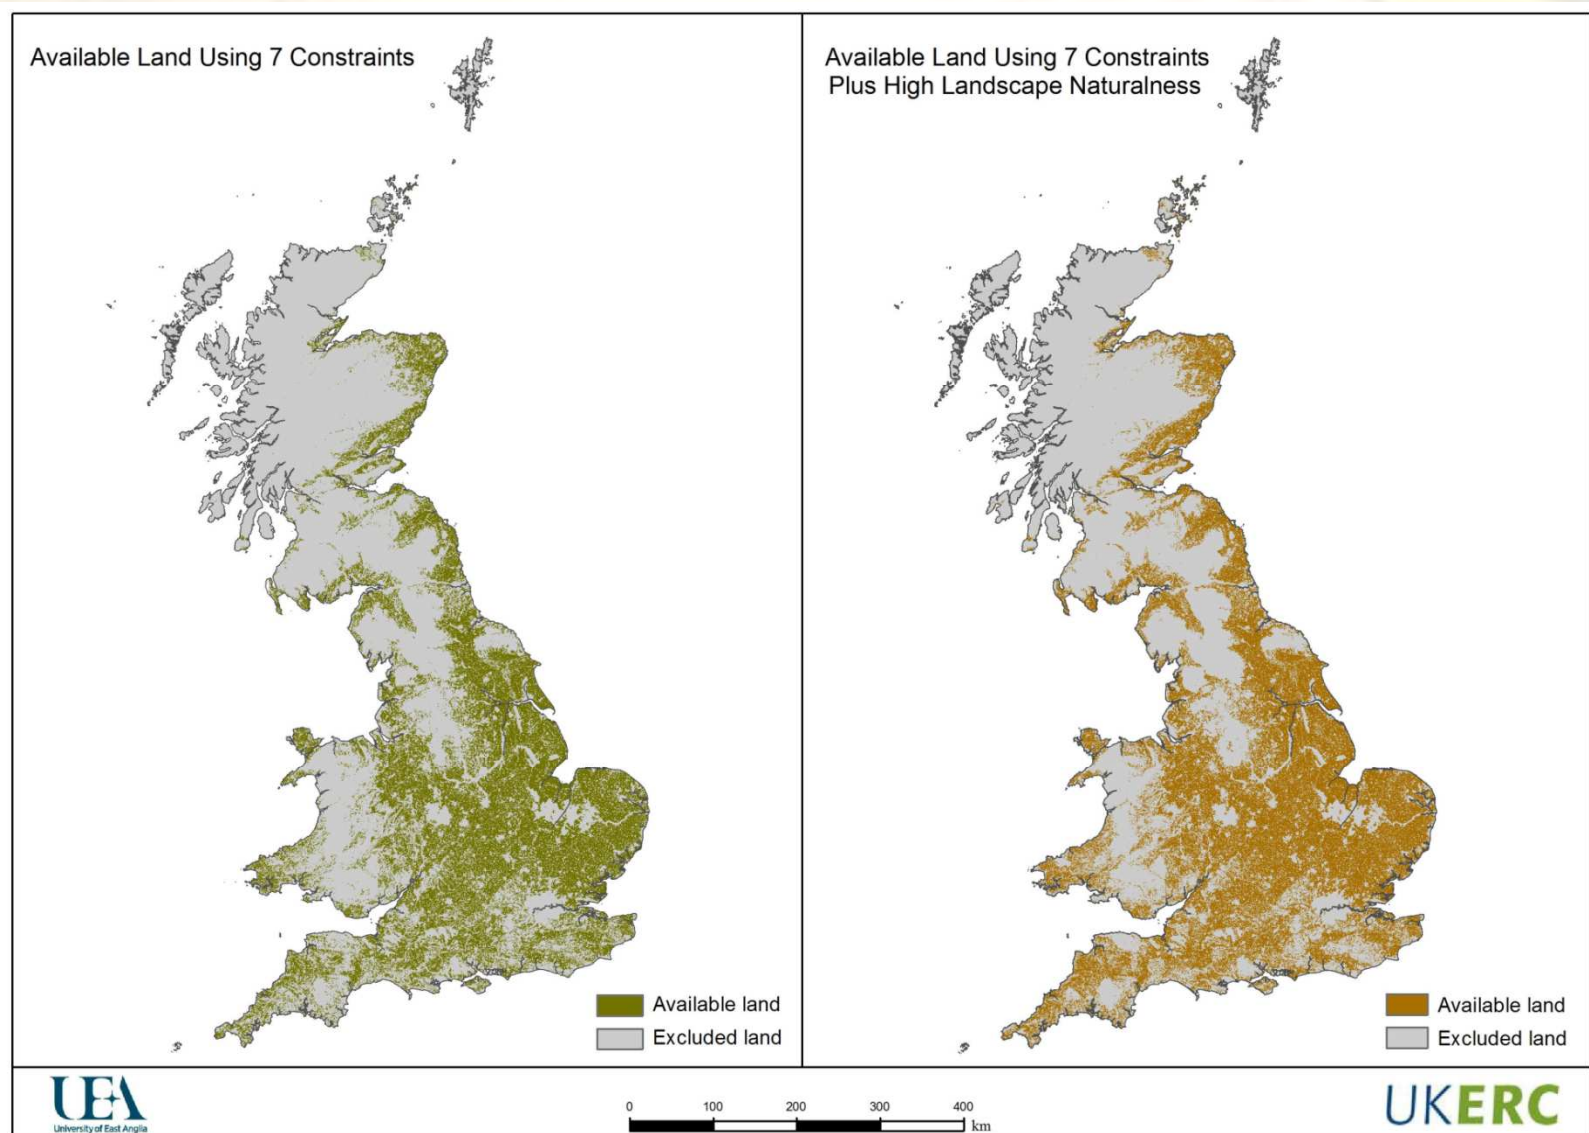 Available Land Using 7 Constraints
Available Land Using 7 Constraints
Plus High Landscape Naturalness
Available land
Excluded land
Available land
Excluded land
UEA
University of East Anglia
0 100 200 300 400
km
UKERC